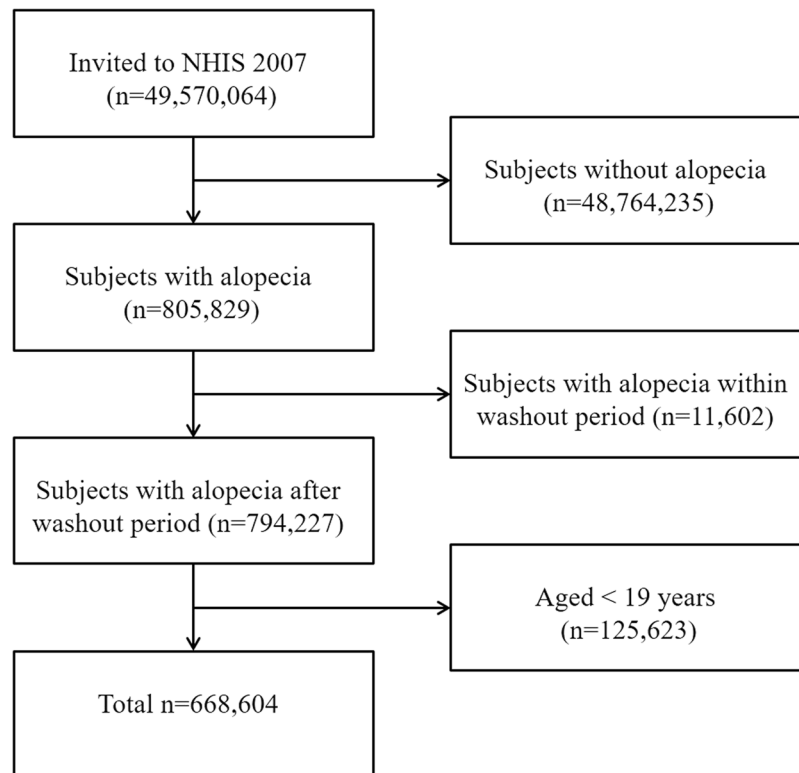 Invited to NHIS 2007
(n=49,570,064)
Subjects without alopecia
(n=48,764,235)
Subjects with alopecia
(n=805,829)
Subjects with alopecia within
washout period (n=11,602)
Subjects with alopecia after
washout period (n=794,227)
Aged < 19 years
(n=125,623)
Total n=668,604